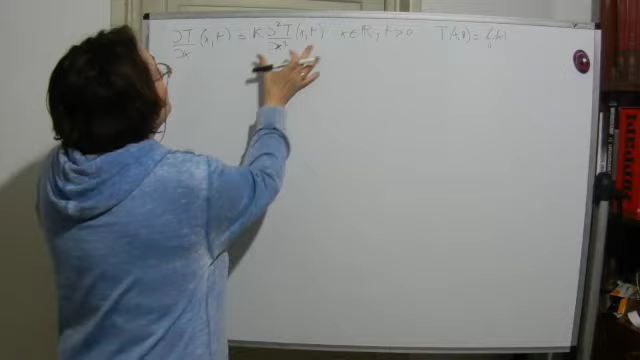 ∂T/∂x (x,t) = K ∂²T/∂x² (x,t) x ∈ ℝ, t>0 T(x,0) = f(x)